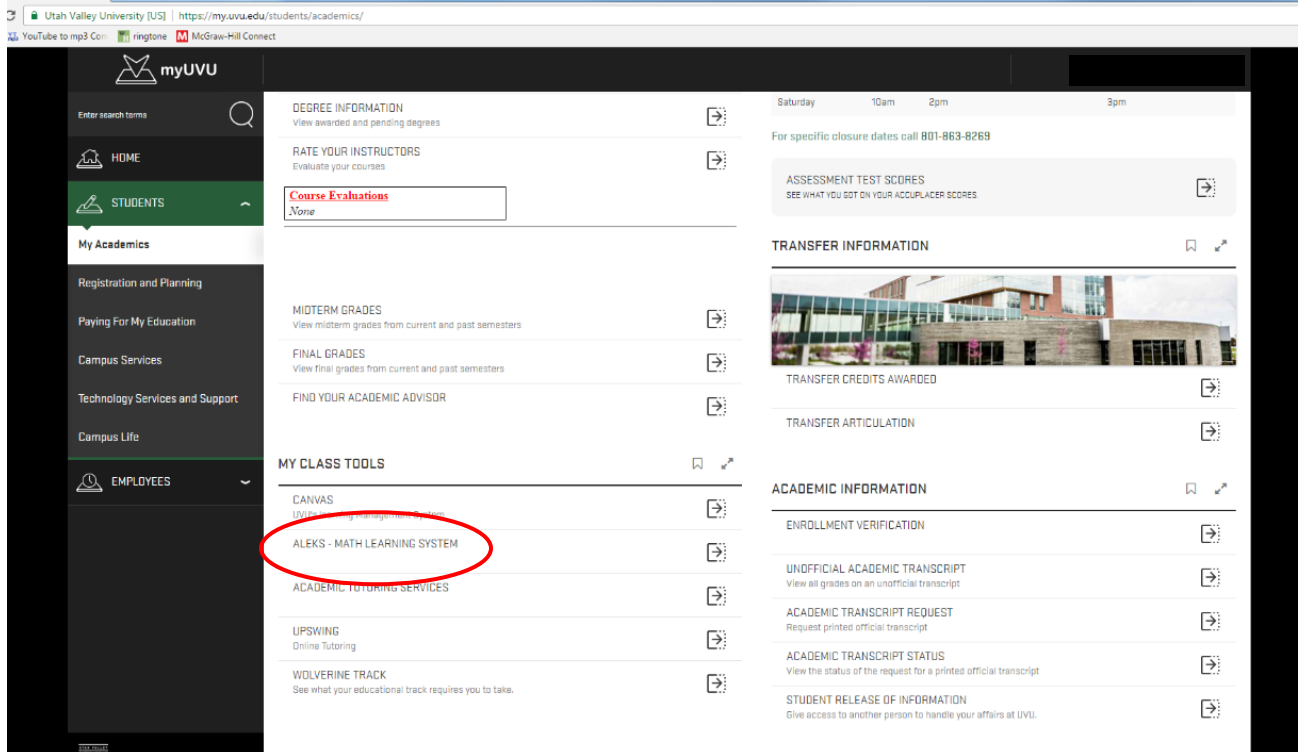 Utah Valley University [US] | https://my.uvu.edu/students/academics/
YouTube to mp3 Con ringtone McGraw-Hill Connect
myUVU
Enter search terms
HOME
STUDENTS
My Academics
Registration and Planning
Paying For My Education
Campus Services
Technology Services and Support
Campus Life
EMPLOYEES
DEGREE INFORMATION
View awarded and pending degrees
RATE YOUR INSTRUCTORS
Evaluate your courses
Course Evaluations
None
MIDTERM GRADES
View midterm grades from current and past semesters
FINAL GRADES
View final grades from current and past semesters
FIND YOUR ACADEMIC ADVISOR
MY CLASS TOOLS
CANVAS
UVU's Learning Management System
ALEKS - MATH LEARNING SYSTEM
ACADEMIC TUTORING SERVICES
UPSWING
Online Tutoring
WOLVERINE TRACK
See what your educational track requires you to take.
Saturday 10am 2pm 3pm
For specific closure dates call 801-863-8269
ASSESSMENT TEST SCORES
SEE WHAT YOU GOT ON YOUR ACCUPLACER SCORES.
TRANSFER INFORMATION
TRANSFER CREDITS AWARDED
TRANSFER ARTICULATION
ACADEMIC INFORMATION
ENROLLMENT VERIFICATION
UNOFFICIAL ACADEMIC TRANSCRIPT
View all grades on an unofficial transcript
ACADEMIC TRANSCRIPT REQUEST
Request printed official transcript
ACADEMIC TRANSCRIPT STATUS
View the status of the request for a printed official transcript
STUDENT RELEASE OF INFORMATION
Give access to another person to handle your affairs at UVU.